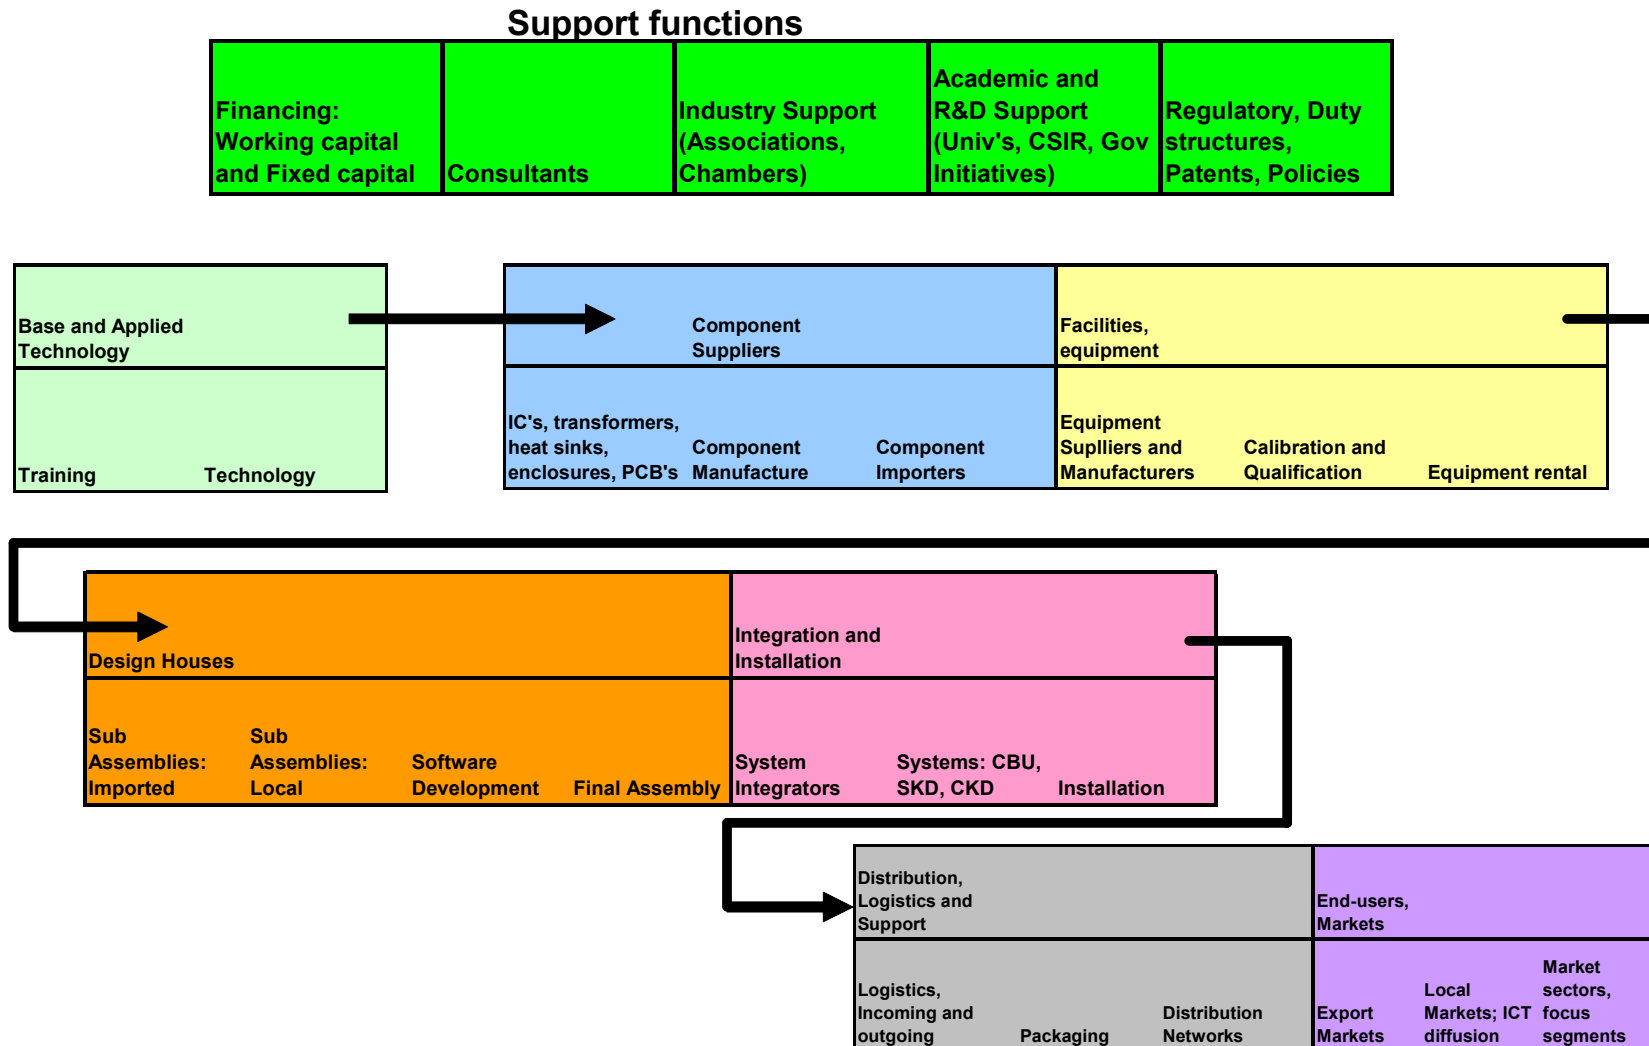 Support functions
Financing:
Working capital
and Fixed capital
Consultants
Industry Support
(Associations,
Chambers)
Academic and
R&D Support
(Univ's, CSIR, Gov
Initiatives)
Regulatory, Duty
structures,
Patents, Policies
Base and Applied
Technology
Training
Technology
Component
Suppliers
IC's, transformers,
heat sinks,
enclosures, PCB's
Component
Manufacture
Component
Importers
Facilities,
equipment
Equipment
Suplliers and
Manufacturers
Calibration and
Qualification
Equipment rental
Design Houses
Sub
Assemblies:
Imported
Sub
Assemblies:
Local
Software
Development
Final Assembly
Integration and
Installation
System
Integrators
Systems: CBU,
SKD, CKD
Installation
Distribution,
Logistics and
Support
Logistics,
Incoming and
outgoing
Packaging
Distribution
Networks
End-users,
Markets
Export
Markets
Local
Markets; ICT
diffusion
Market
sectors,
focus
segments